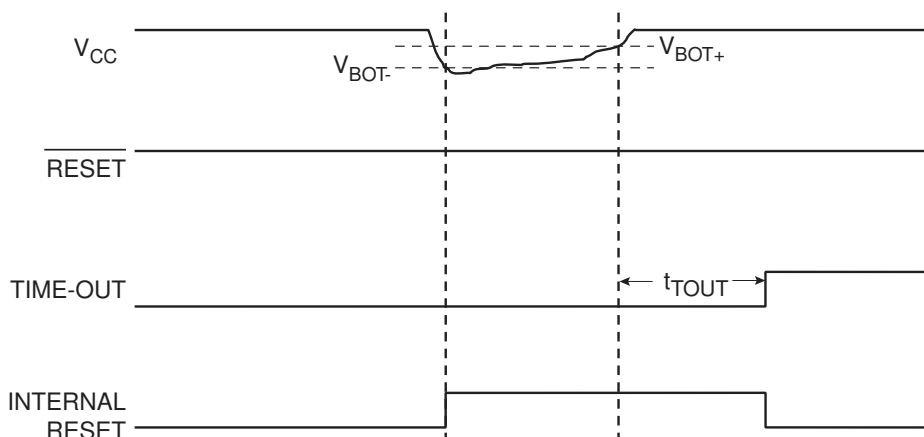 VCC
VBOT-
VBOT+
RESET
TIME-OUT
tTOUT
INTERNAL
RESET